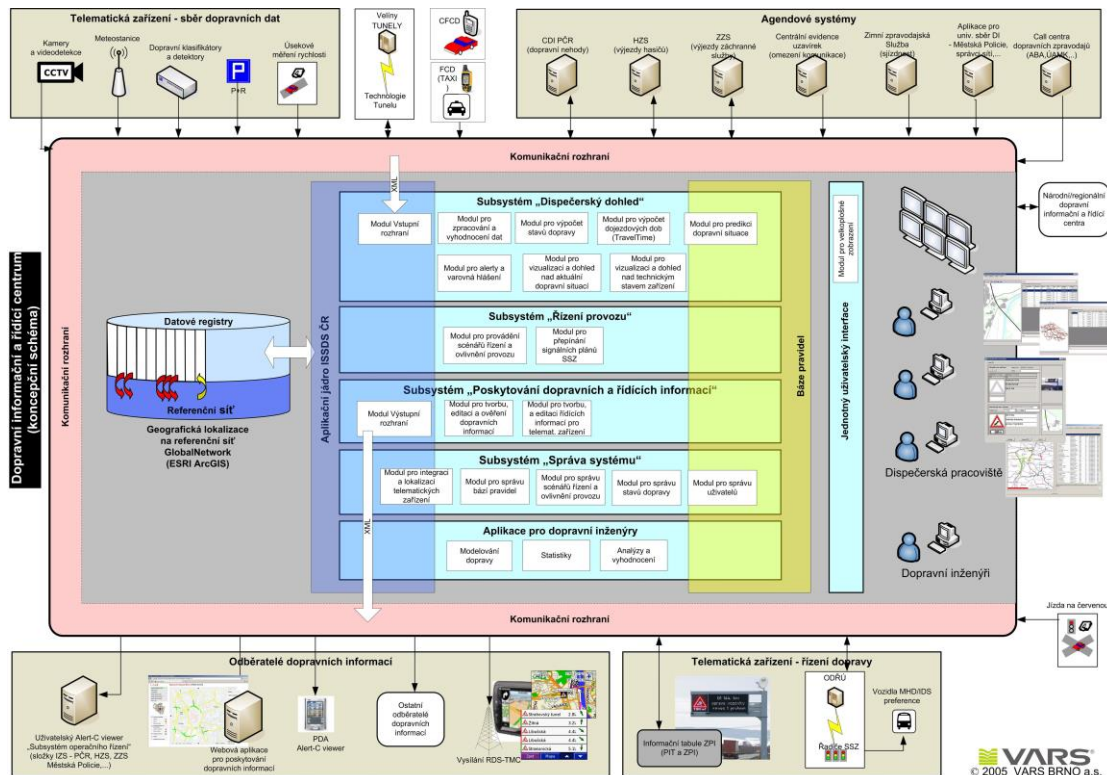 Telematická zařízení - sběr dopravních dat
Kamery
a videodetekce
CCTV
Meteostanice
Dopravní klasifikátory
a detektory
P
P+R
Úsekové
měření rychlosti
Velíny
TUNELY
Technologie
Tunelu
CFCD
FCD
(TAXI
)
Agendové systémy
CDI PČR
(dopravní nehody)
HZS
(výjezdy hasičů)
ZZS
(výjezdy záchranné
služby)
Centrální evidence
uzavírek
(omezení komunikace)
Zimní zpravodajská
Služba
(sjízdnost)
Aplikace pro
univ. sběr DI
- Městská Policie,
správci sítí,...
Call centra
dopravních zpravodajů
(ABA,ÚAMK...)
Dopravní informační a řídící centrum
(koncepční schéma)
Komunikační rozhraní
Komunikační rozhraní
XML
Aplikační jádro ISSDS ČR
Subsystém „Dispečerský dohled“
Modul Vstupní
rozhraní
Modul pro
zpracování a
vyhodnocení dat
Modul pro výpočet
stavů dopravy
Modul pro výpočet
dojezdových dob
(TravelTime)
Modul pro predikci
dopravní situace
Modul pro alerty a
varovná hlášení
Modul pro
vizualizaci a dohled
nad aktuální
dopravní situací
Modul pro
vizualizaci a dohled
nad technickým
stavem zařízení
Subsystém „Řízení provozu“
Modul pro provádění
scénářů řízení a
ovlivnění provozu
Modul pro
přepínání
signálních plánů
SSZ
Subsystém „Poskytování dopravních a řídících informací“
Modul Výstupní
rozhraní
Modul pro tvorbu,
editaci a ověření
dopravních
informací
Modul pro tvorbu,
a editaci řídících
informací pro
telemat. zařízení
Subsystém „Správa systému“
Modul pro integraci
a lokalizaci
telematických
zařízení
Modul pro správu
bází pravidel
Modul pro správu
scénářů řízení a
ovlivnění provozu
Modul pro správu
stavů dopravy
Modul pro správu
uživatelů
Aplikace pro dopravní inženýry
Modelování
dopravy
Statistiky
Analýzy a
vyhodnocení
XML
Báze pravidel
Jednotný uživatelský interface
Modul pro velkoplošné
zobrazení
Datové registry
Referenční síť
Geografická lokalizace
na referenční síť
GlobalNetwork
(ESRI ArcGIS)
Národní/regionální
dopravní
informační a řídící
centra
Dispečerská pracoviště
Dopravní inženýři
Komunikační rozhraní
Jízda na červenou
Odběratelé dopravních informací
Uživatelský Alert-C viewer
„Subsystém operačního řízení“
(složky IZS - PČR, HZS, ZZS
Městská Policie,...)
Webová aplikace
pro poskytování
dopravních informací
PDA
Alert-C viewer
Ostatní
odběratelé
dopravních
informací
Vysílání RDS-TMC
Telematická zařízení - řízení dopravy
Informační tabule ZPI
(PIT a ZPI)
ODŘÚ
Řadiče SSZ
Vozidla MHD/IDS
preference
VARS
© 2005 VARS BRNO a.s.